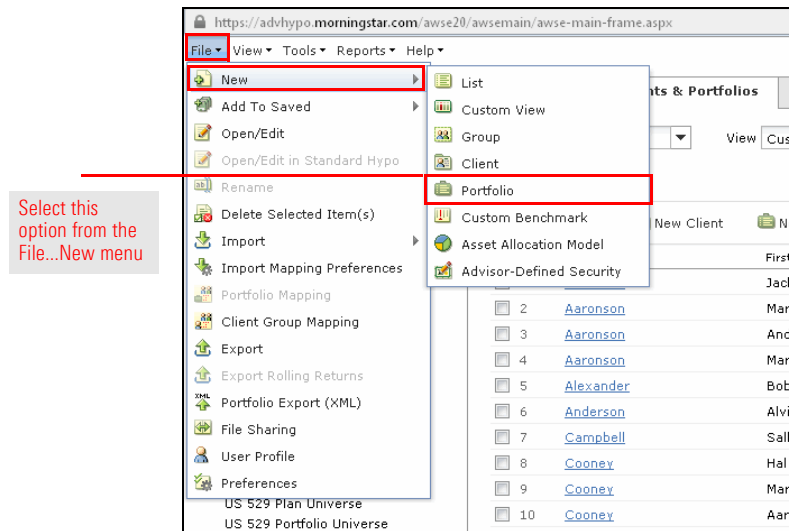 https://advhypo.morningstar.com/awse20/awsemain/awse-main-frame.aspx
File View Tools Reports Help
New
Add To Saved
Open/Edit
Open/Edit in Standard Hypo
Rename
Delete Selected Item(s)
Import
Import Mapping Preferences
Portfolio Mapping
Client Group Mapping
Export
Export Rolling Returns
Portfolio Export (XML)
File Sharing
User Profile
Preferences
US 529 Plan Universe
US 529 Portfolio Universe
List
Custom View
Group
Client
Portfolio
Custom Benchmark
Asset Allocation Model
Advisor-Defined Security
Select this
option from the
File...New menu
nts & Portfolios
View Cus
New Client N
First
Jac
2 Aaronson Mar
3 Aaronson And
4 Aaronson Mar
5 Alexander Bob
6 Anderson Alvi
7 Campbell Sall
8 Cooney Hal
9 Cooney Mar
10 Cooney Aar